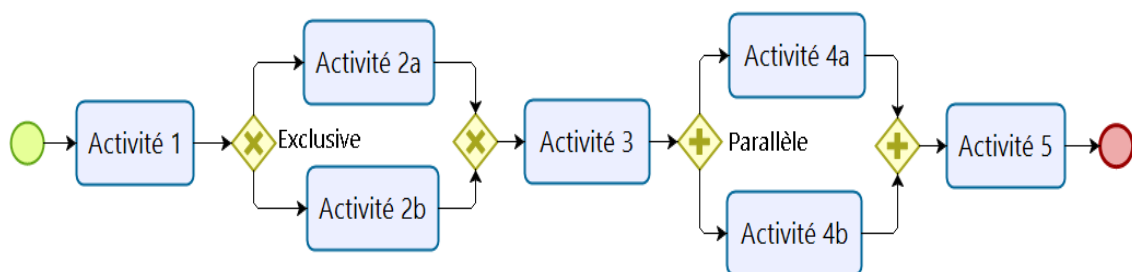 Activité 1
Exclusive
Activité 2a
Activité 2b
Activité 3
Parallèle
Activité 4a
Activité 4b
Activité 5